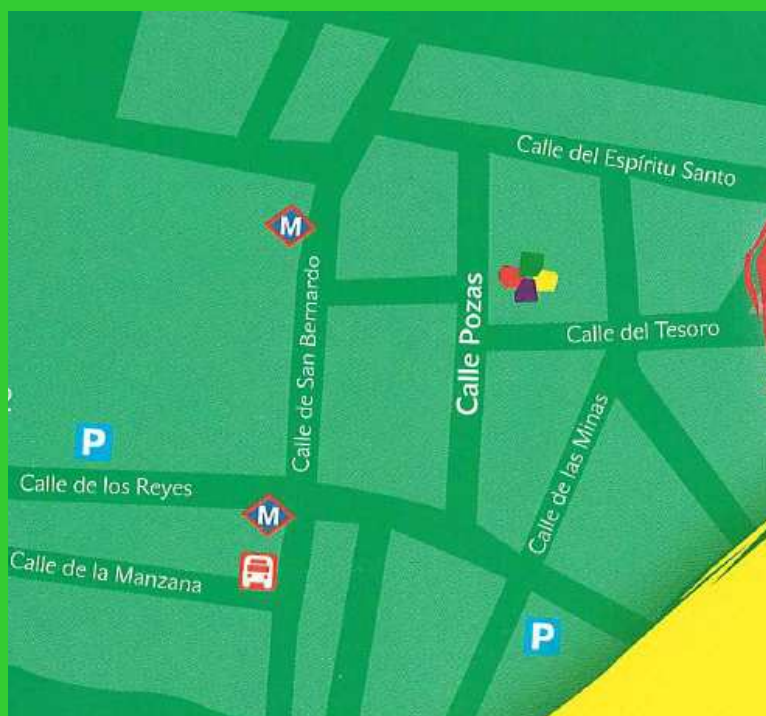 Calle del Espíritu Santo
M
Calle de San Bernardo
Calle Pozas
Calle del Tesoro
Calle de las Minas
P
Calle de los Reyes
M
Calle de la Manzana
P